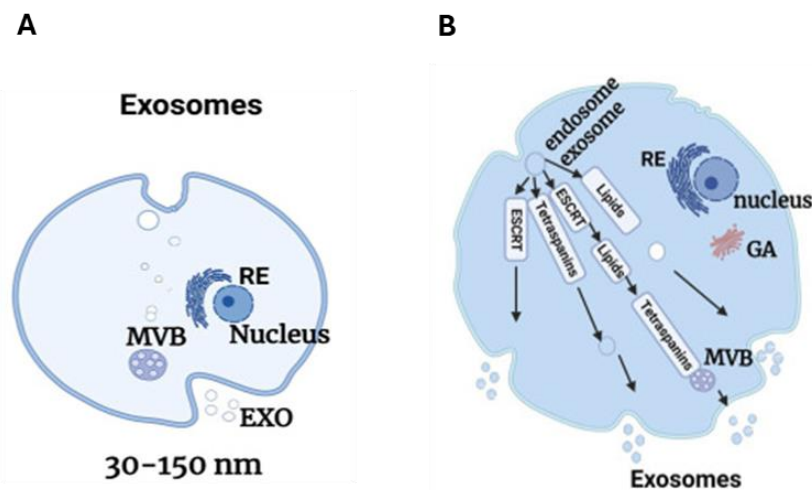 A
Exosomes
RE
Nucleus
MVB
EXO
30-150 nm
B
endosome
exosome
RE
nucleus
GA
ESCRT
Tetraspanins
ESCRT
Lipids
Lipids
Tetraspanins
MVB
Exosomes